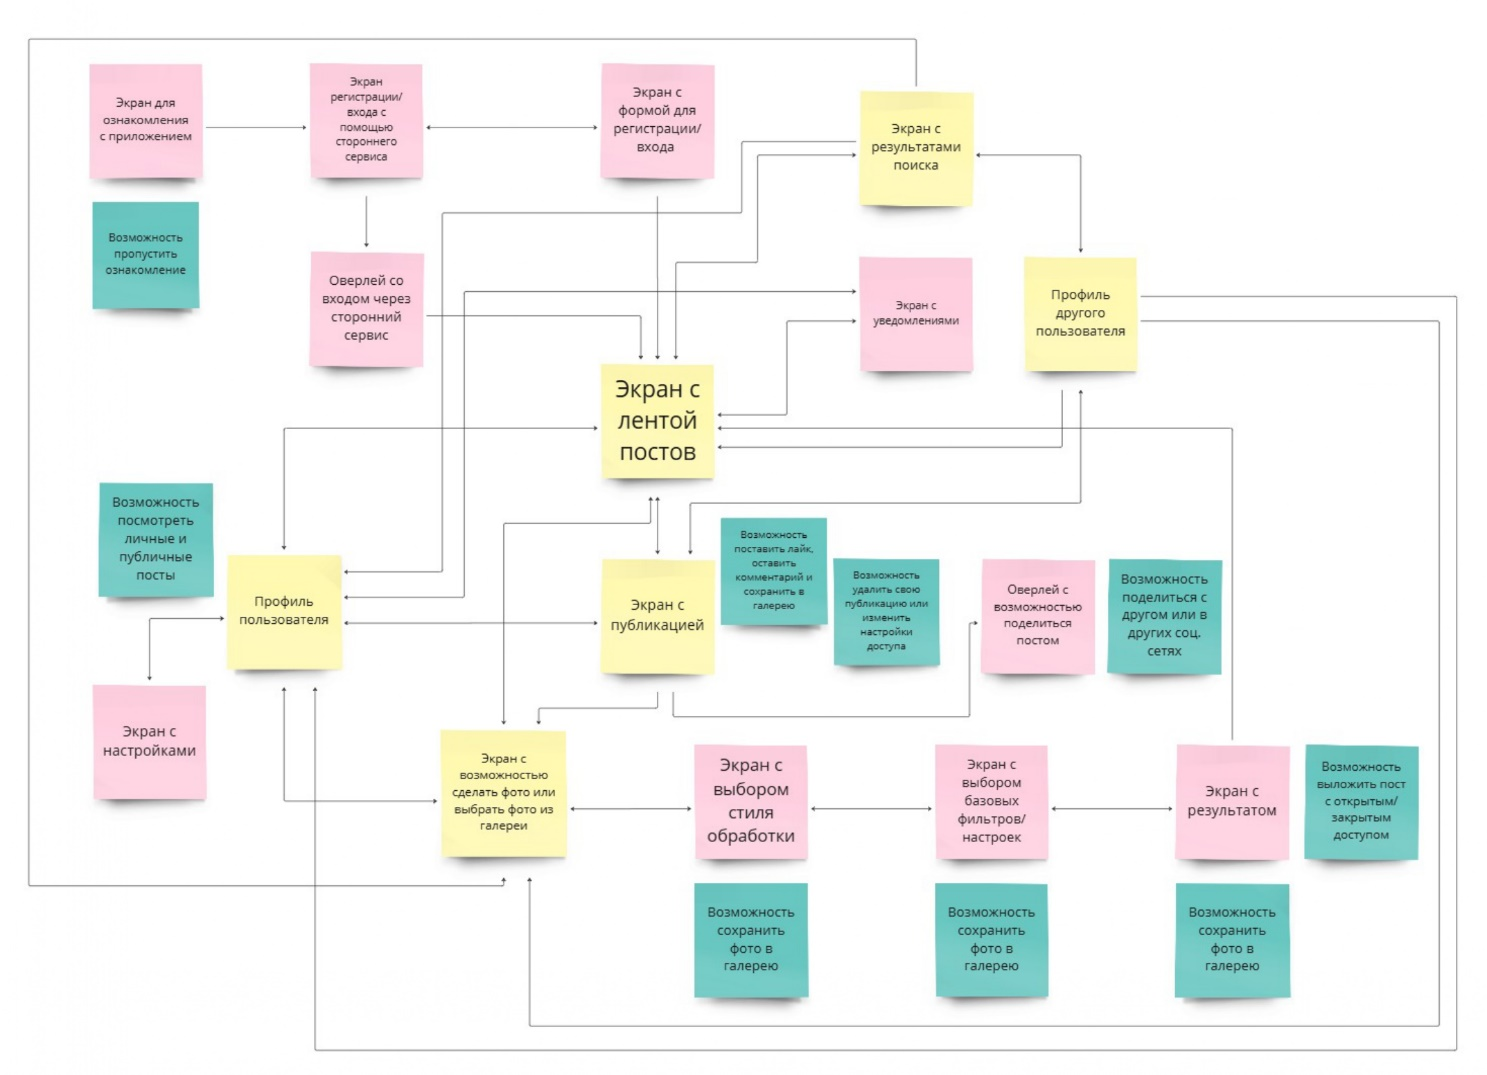 Экран для
ознакомления
с приложением
Экран
регистрации/
входа с
помощью
стороннего
сервиса
Экран с
формой для
регистрации/
входа
Экран с
результатами
поиска
Возможность
пропустить
ознакомление
Оверлей со
входом через
сторонний
сервис
Экран с
уведомлениями
Профиль
другого
пользователя
Экран с
лентой
постов
Возможность
посмотреть
личные и
публичные
посты
Профиль
пользователя
Экран с
публикацией
Возможность
поставить лайк,
оставить
комментарий и
сохранить в
галерею
Возможность
удалить свою
публикацию или
изменить
настройки
доступа
Оверлей с
возможностью
поделиться
постом
Возможность
поделиться с
другом или в
других соц.
сетях
Экран с
настройками
Экран с
возможностью
сделать фото или
выбрать фото из
галереи
Экран с
выбором
стиля
обработки
Экран с
выбором
базовых
фильтров/
настроек
Экран с
результатом
Возможность
выложить пост
с открытым/
закрытым
доступом
Возможность
сохранить
фото в
галерею
Возможность
сохранить
фото в
галерею
Возможность
сохранить
фото в
галерею